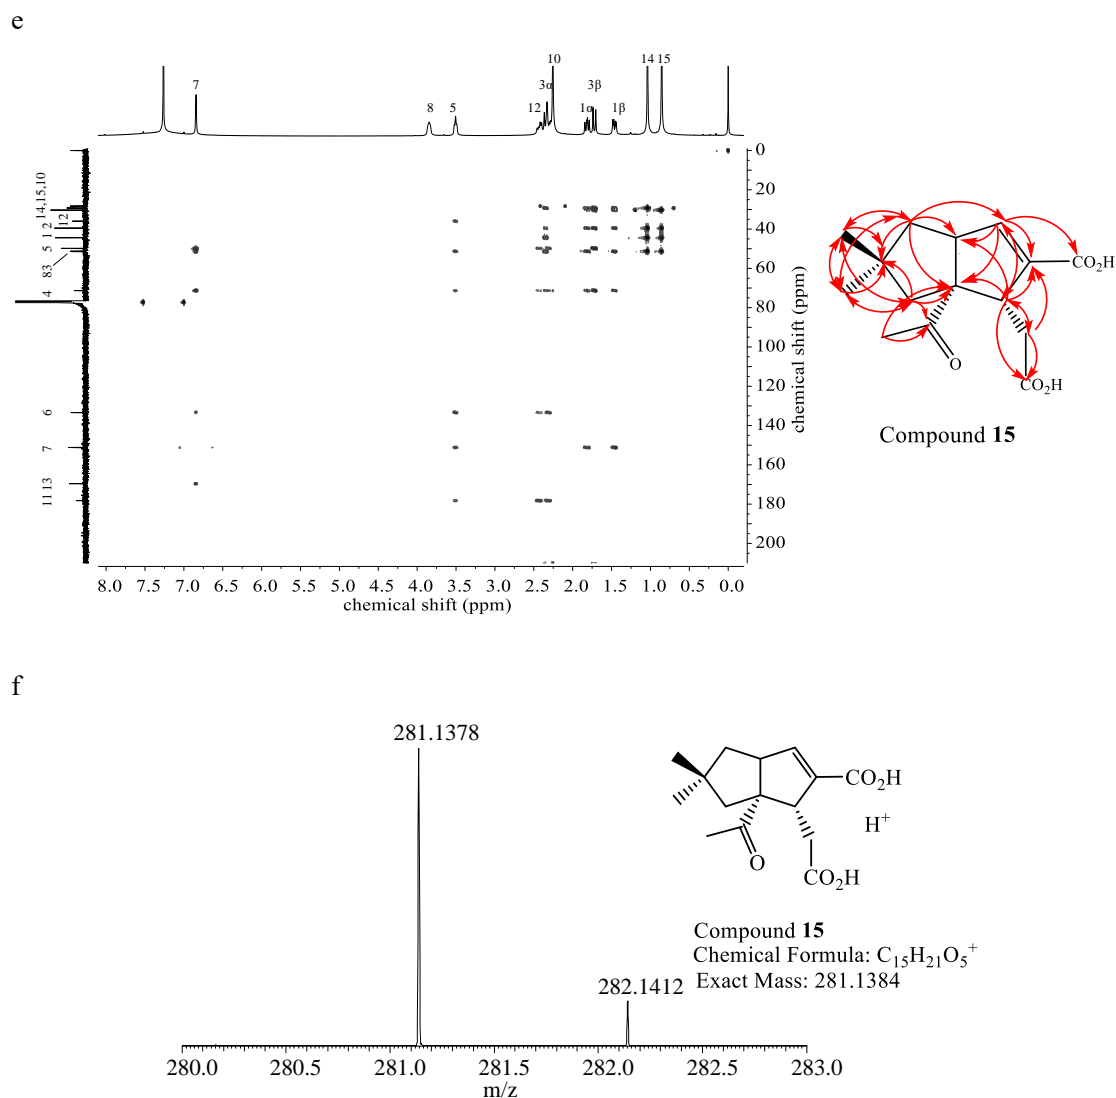 e
7
8
5
12
3α
10
1α
3β
1β
14 15
14,15,10
12
1 2
5
83
4
6
7
11 13
0
20
40
60
80
100
120
140
160
180
200
chemical shift (ppm)
8.0 7.5 7.0 6.5 6.0 5.5 5.0 4.5 4.0 3.5 3.0 2.5 2.0 1.5 1.0 0.5 0.0
chemical shift (ppm)
CO2H
O
CO2H
Compound 15
f
281.1378
282.1412
CO2H
H+
O
CO2H
Compound 15
Chemical Formula: C15H21O5+
Exact Mass: 281.1384
280.0 280.5 281.0 281.5 282.0 282.5 283.0
m/z